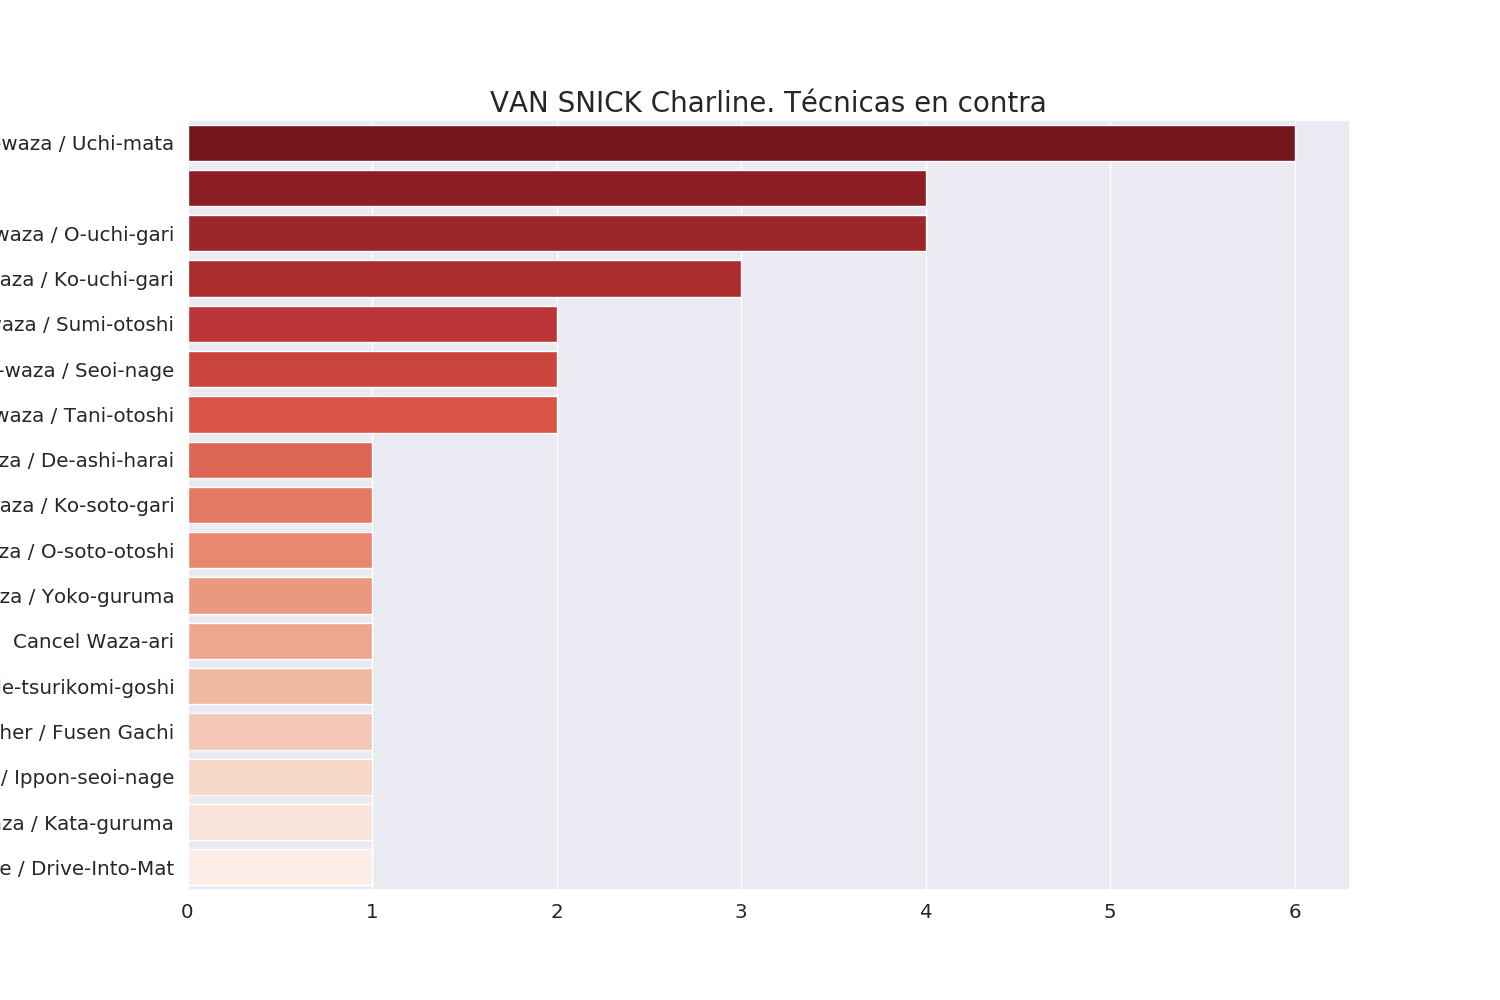 VAN SNICK Charline. Técnicas en contra
-waza / Uchi-mata
waza / O-uchi-gari
aza / Ko-uchi-gari
waza / Sumi-otoshi
-waza / Seoi-nage
waza / Tani-otoshi
za / De-ashi-harai
aza / Ko-soto-gari
za / O-soto-otoshi
za / Yoko-guruma
Cancel Waza-ari
de-tsurikomi-goshi
her / Fusen Gachi
/ Ippon-seoi-nage
aza / Kata-guruma
e / Drive-Into-Mat
0 1 2 3 4 5 6